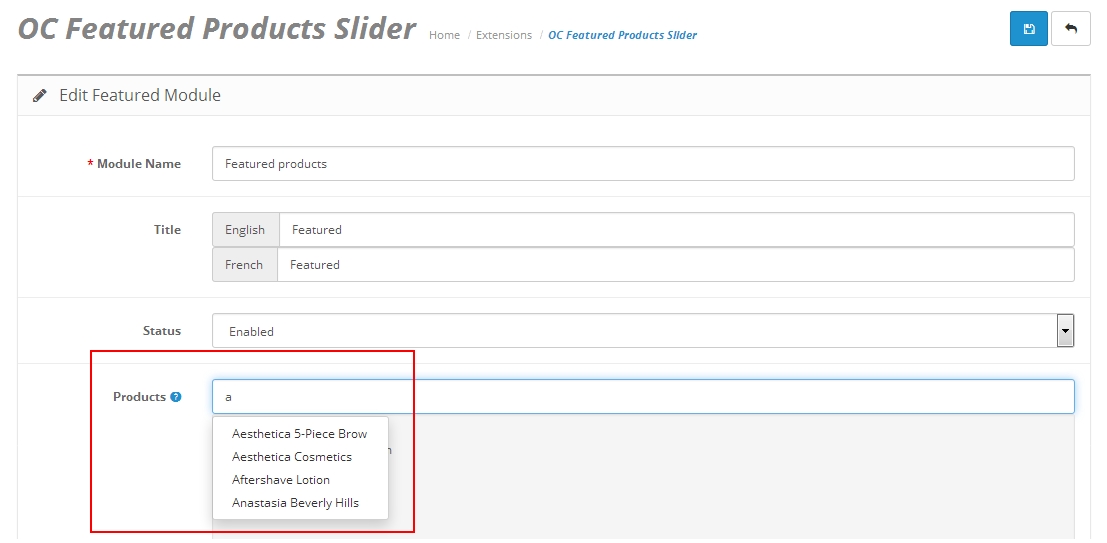 OC Featured Products Slider Home / Extensions / OC Featured Products Slider
Edit Featured Module
* Module Name Featured products
Title English Featured
French Featured
Status Enabled
Products ? a
Aesthetica 5-Piece Brow
Aesthetica Cosmetics
Aftershave Lotion
Anastasia Beverly Hills